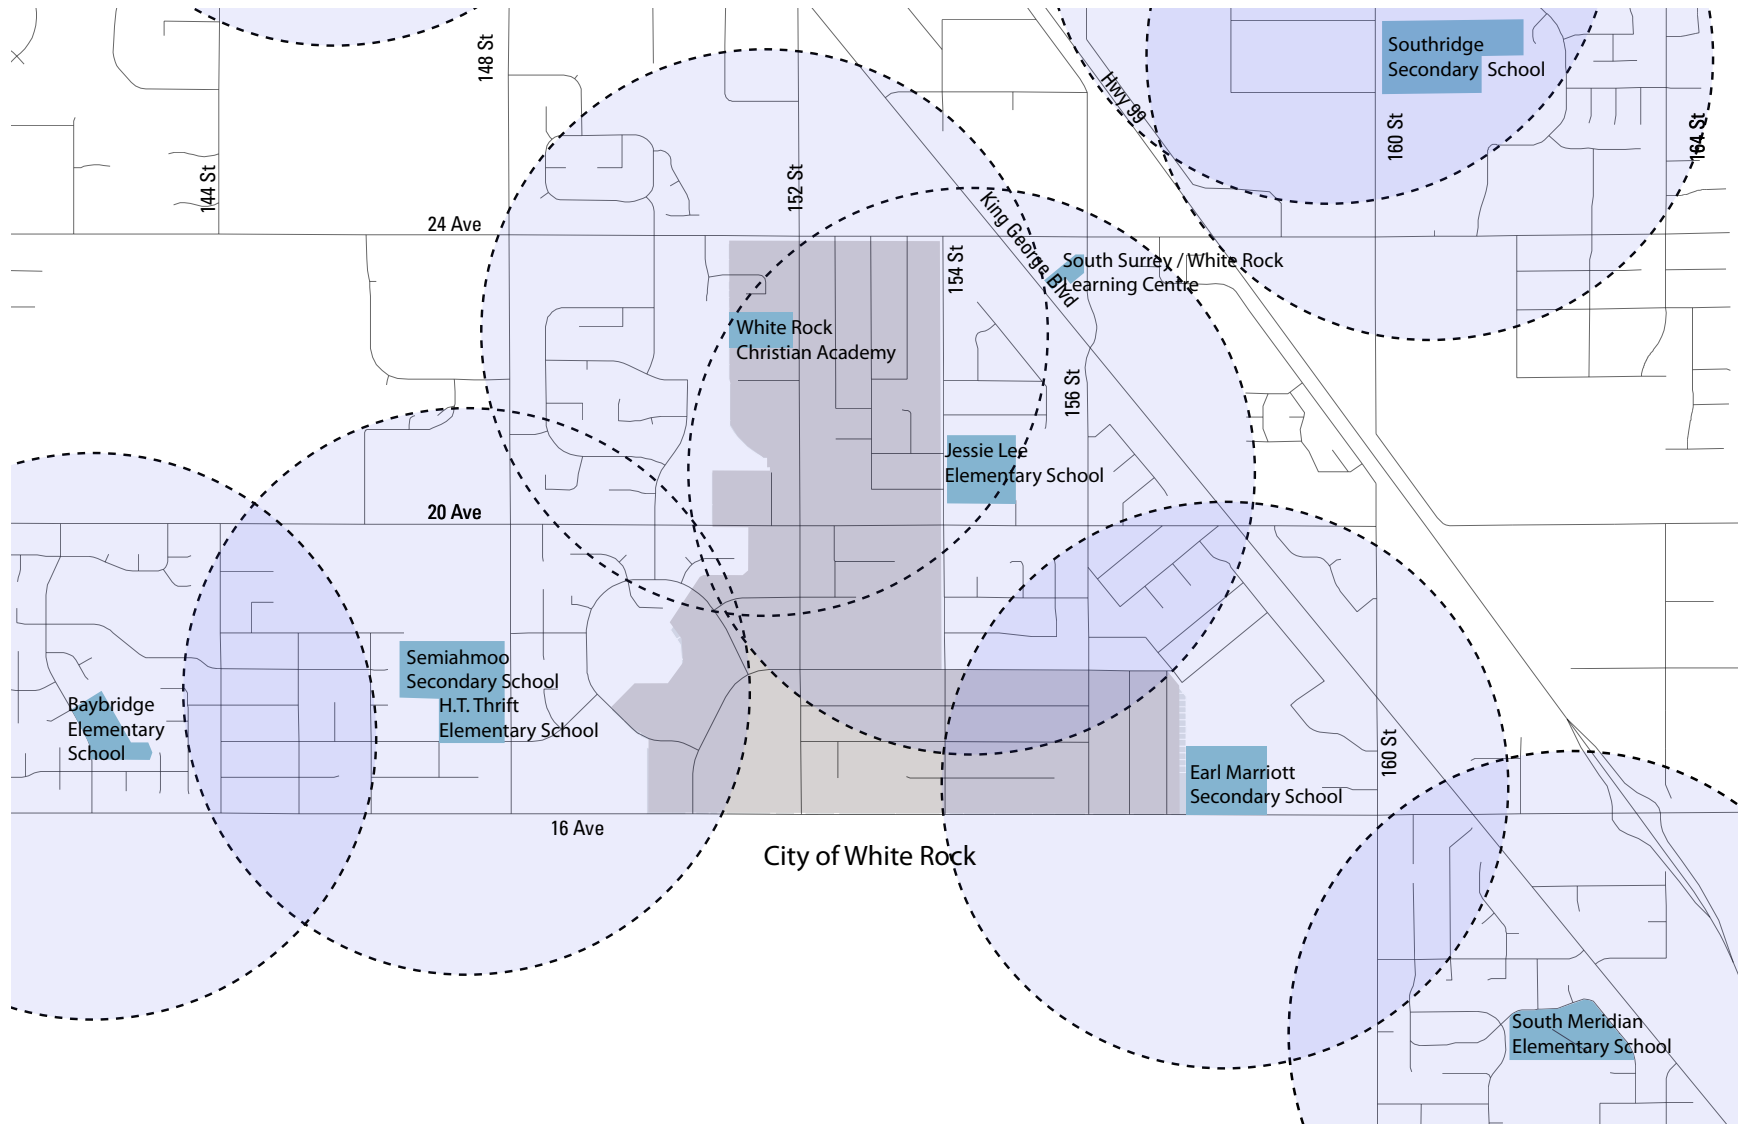 148 St
Southridge
Secondary School
Hwy 99
160 St
164 St
144 St
152 St
24 Ave
King George Blvd
154 St
South Surrey / White Rock
Learning Centre
White Rock
Christian Academy
156 St
Jessie Lee
Elementary School
20 Ave
Semiahmoo
Secondary School
H.T. Thrift
Elementary School
Baybridge
Elementary
School
160 St
Earl Marriott
Secondary School
16 Ave
City of White Rock
South Meridian
Elementary School